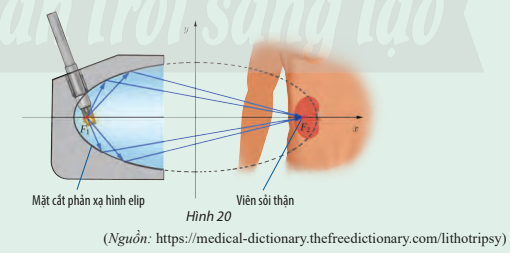 chân trời sáng tạo
y
F₁
F₂
x
Mặt cắt phản xạ hình elip
Viên sỏi thận
Hình 20
(Nguồn: https://medical-dictionary.thefreedictionary.com/lithotripsy)